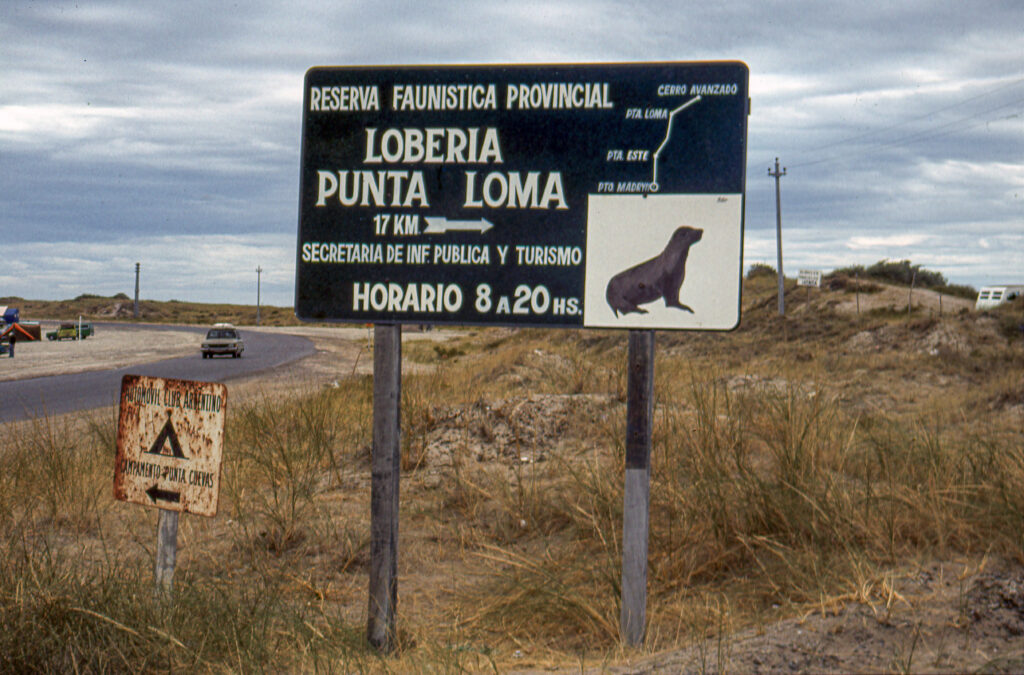 RESERVA FAUNISTICA PROVINCIAL
LOBERIA
PUNTA LOMA
17 KM
SECRETARIA DE INF. PUBLICA Y TURISMO
HORARIO 8 A 20 HS.
CERRO AVANZADO
PTA. LOMA
PTA. ESTE
PTO. MADRYN
AUTOMOVIL CLUB ARGENTINO
CAMPAMENTO PUNTA CUEVAS